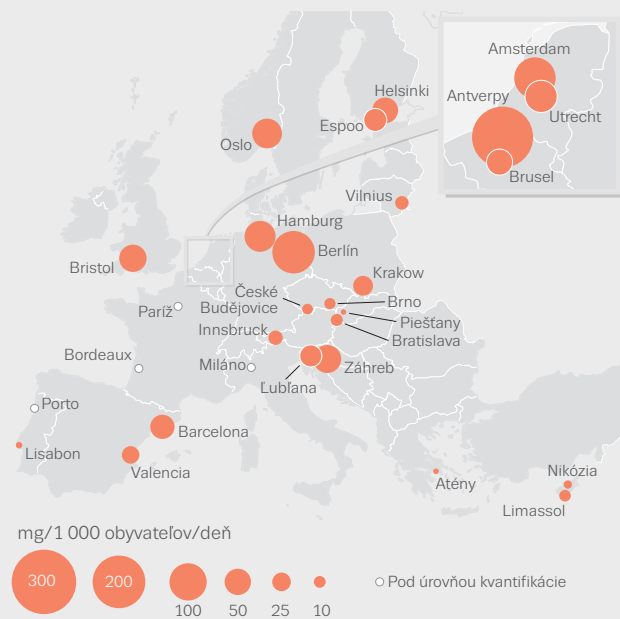 Amsterdam
Helsinki
Antverpy
Utrecht
Espoo
Oslo
Brusel
Vilnius
Hamburg
Berlín
Bristol
Krakow
České
Budějovice
Brno
Paríž
Piešťany
Innsbruck
Bratislava
Bordeaux
Miláno
Záhreb
Ľubľana
Porto
Barcelona
Lisabon
Valencia
Nikózia
Atény
Limassol
mg/1 000 obyvateľov/deň
300
200
100
50
25
10
Pod úrovňou kvantifikácie